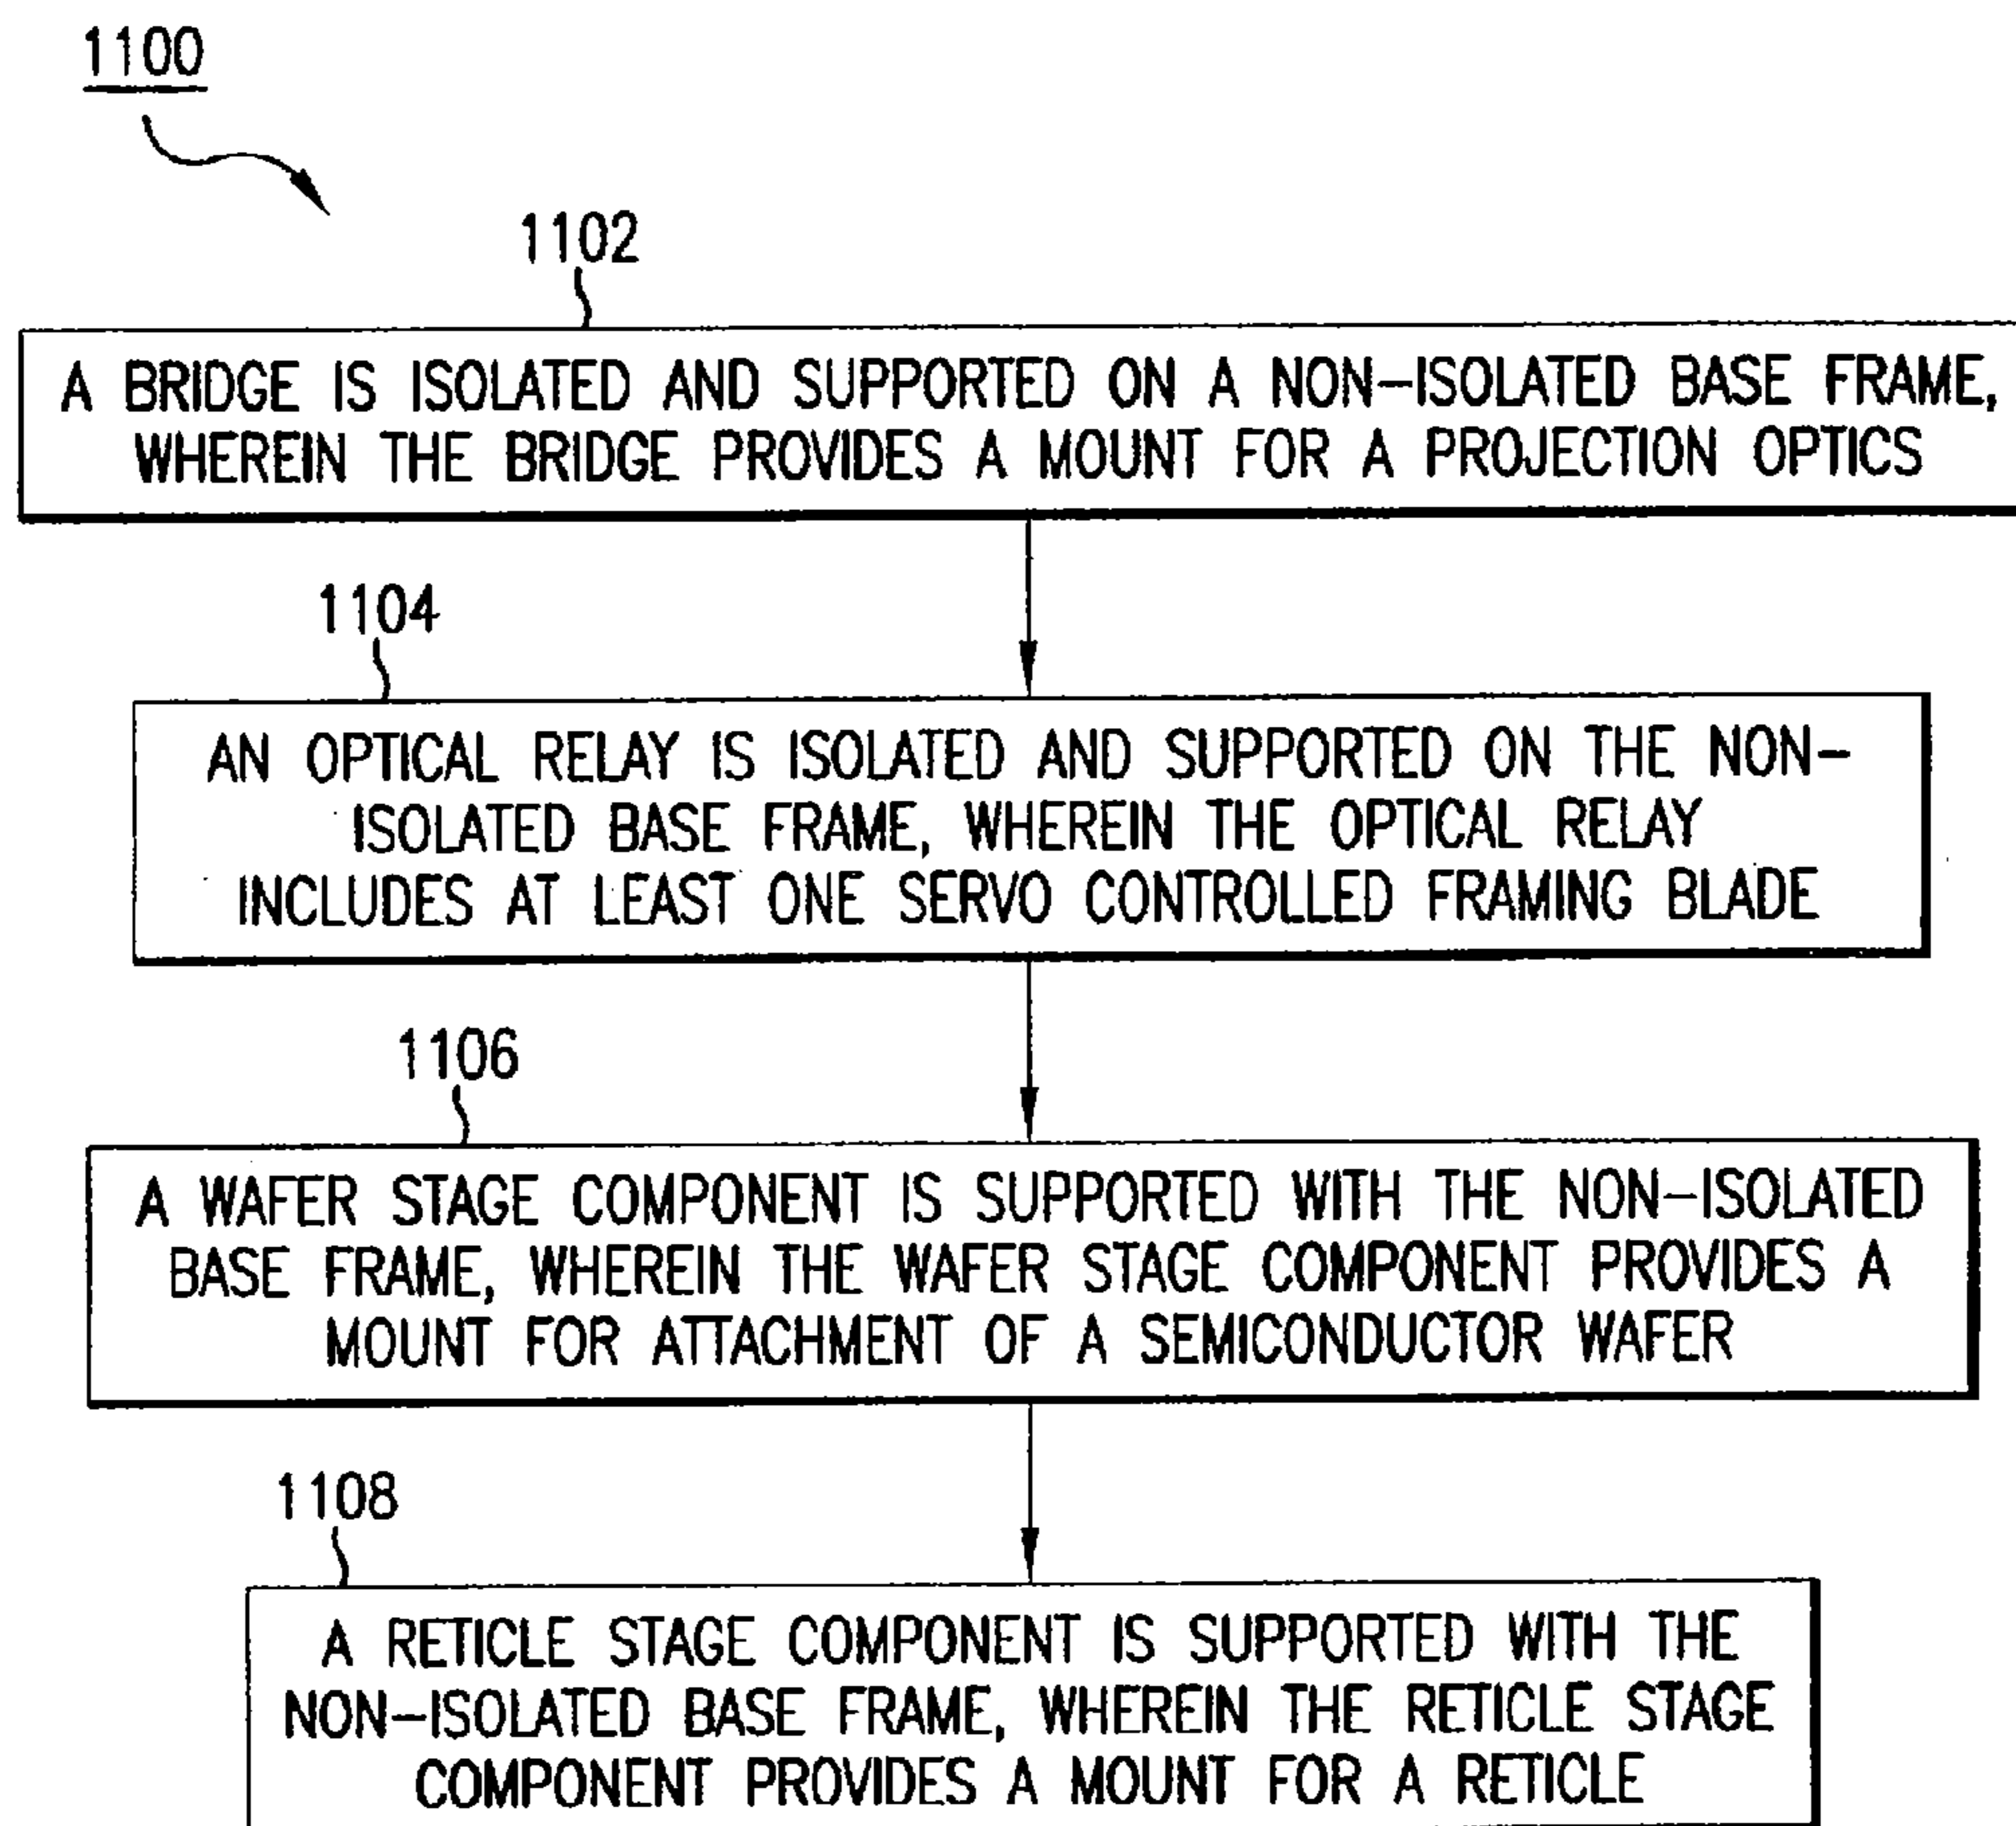 1100
1102
A BRIDGE IS ISOLATED AND SUPPORTED ON A NON-ISOLATED BASE FRAME,
WHEREIN THE BRIDGE PROVIDES A MOUNT FOR A PROJECTION OPTICS
1104
AN OPTICAL RELAY IS ISOLATED AND SUPPORTED ON THE NON-
ISOLATED BASE FRAME, WHEREIN THE OPTICAL RELAY
INCLUDES AT LEAST ONE SERVO CONTROLLED FRAMING BLADE
1106
A WAFER STAGE COMPONENT IS SUPPORTED WITH THE NON-ISOLATED
BASE FRAME, WHEREIN THE WAFER STAGE COMPONENT PROVIDES A
MOUNT FOR ATTACHMENT OF A SEMICONDUCTOR WAFER
1108
A RETICLE STAGE COMPONENT IS SUPPORTED WITH THE
NON-ISOLATED BASE FRAME, WHEREIN THE RETICLE STAGE
COMPONENT PROVIDES A MOUNT FOR A RETICLE